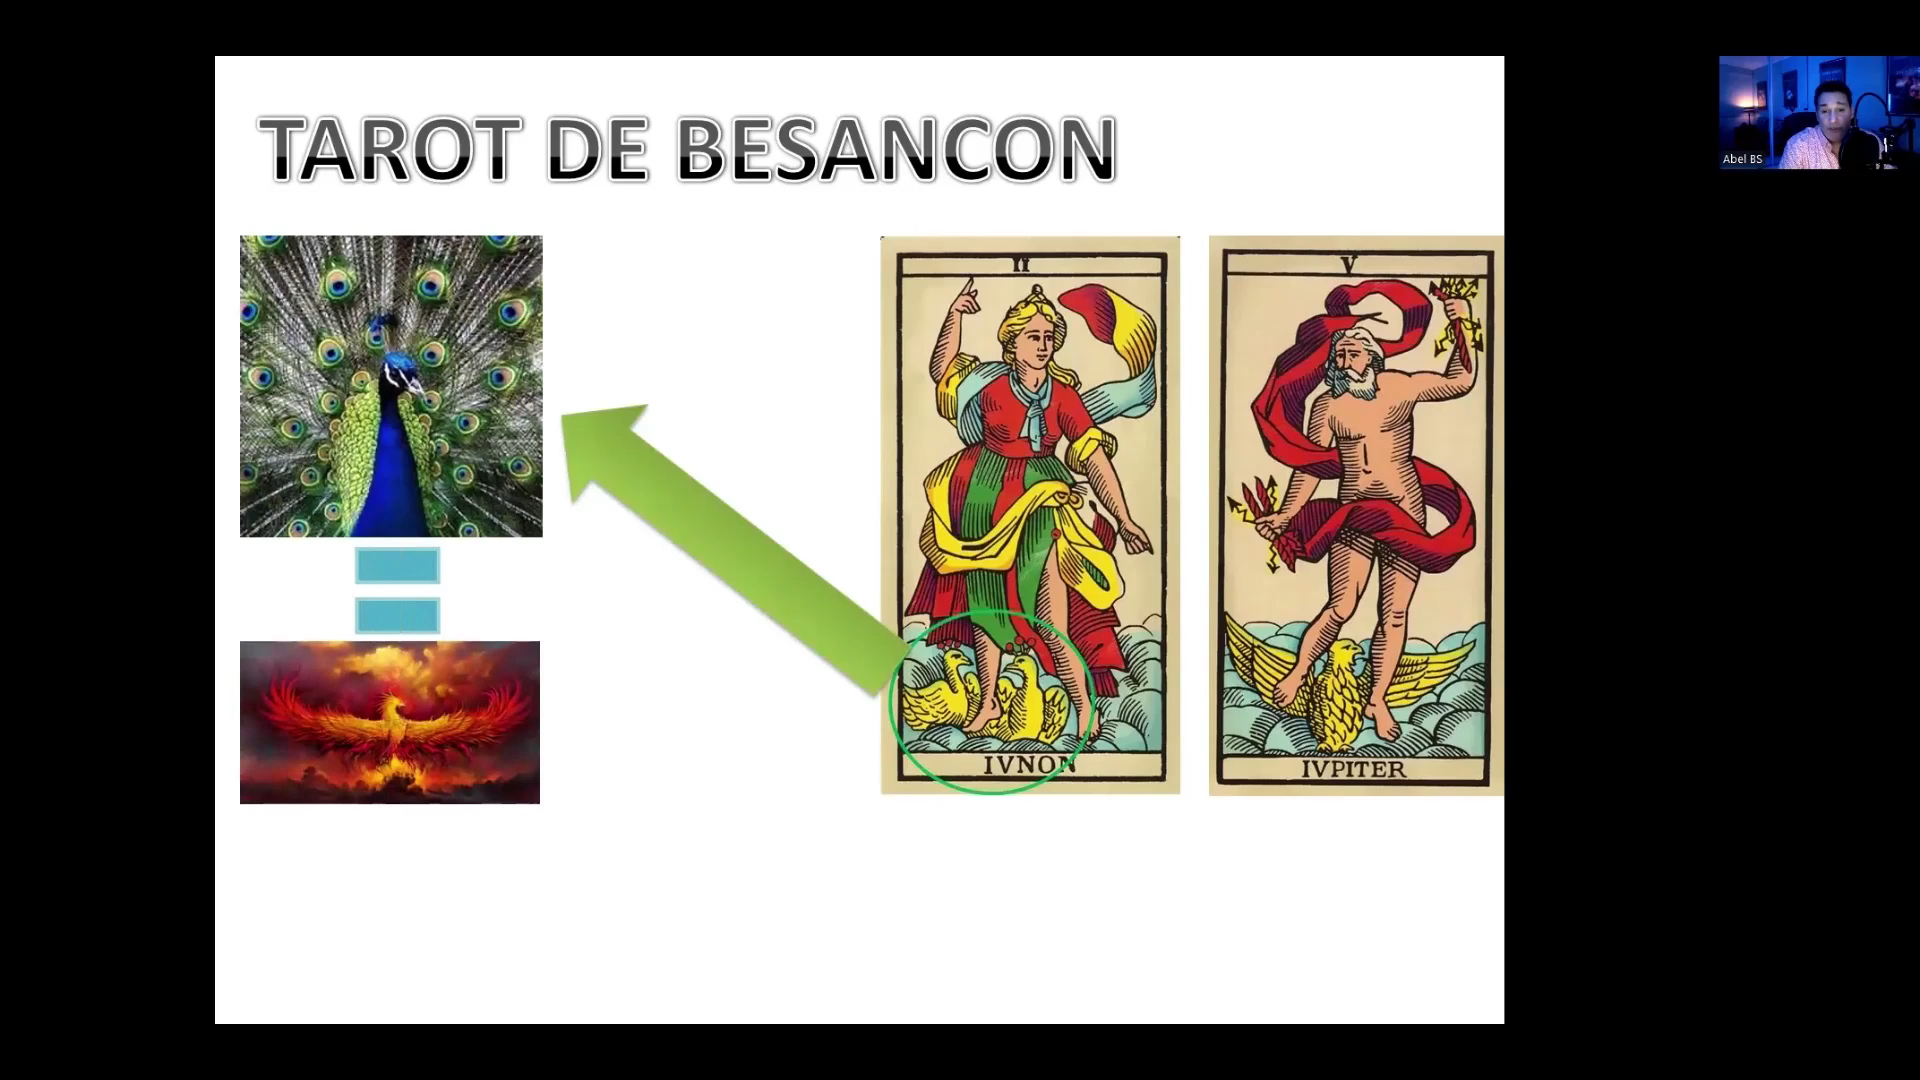 TAROT DE BESANCON
Abel BS
II
V
IVNON
IVPITER